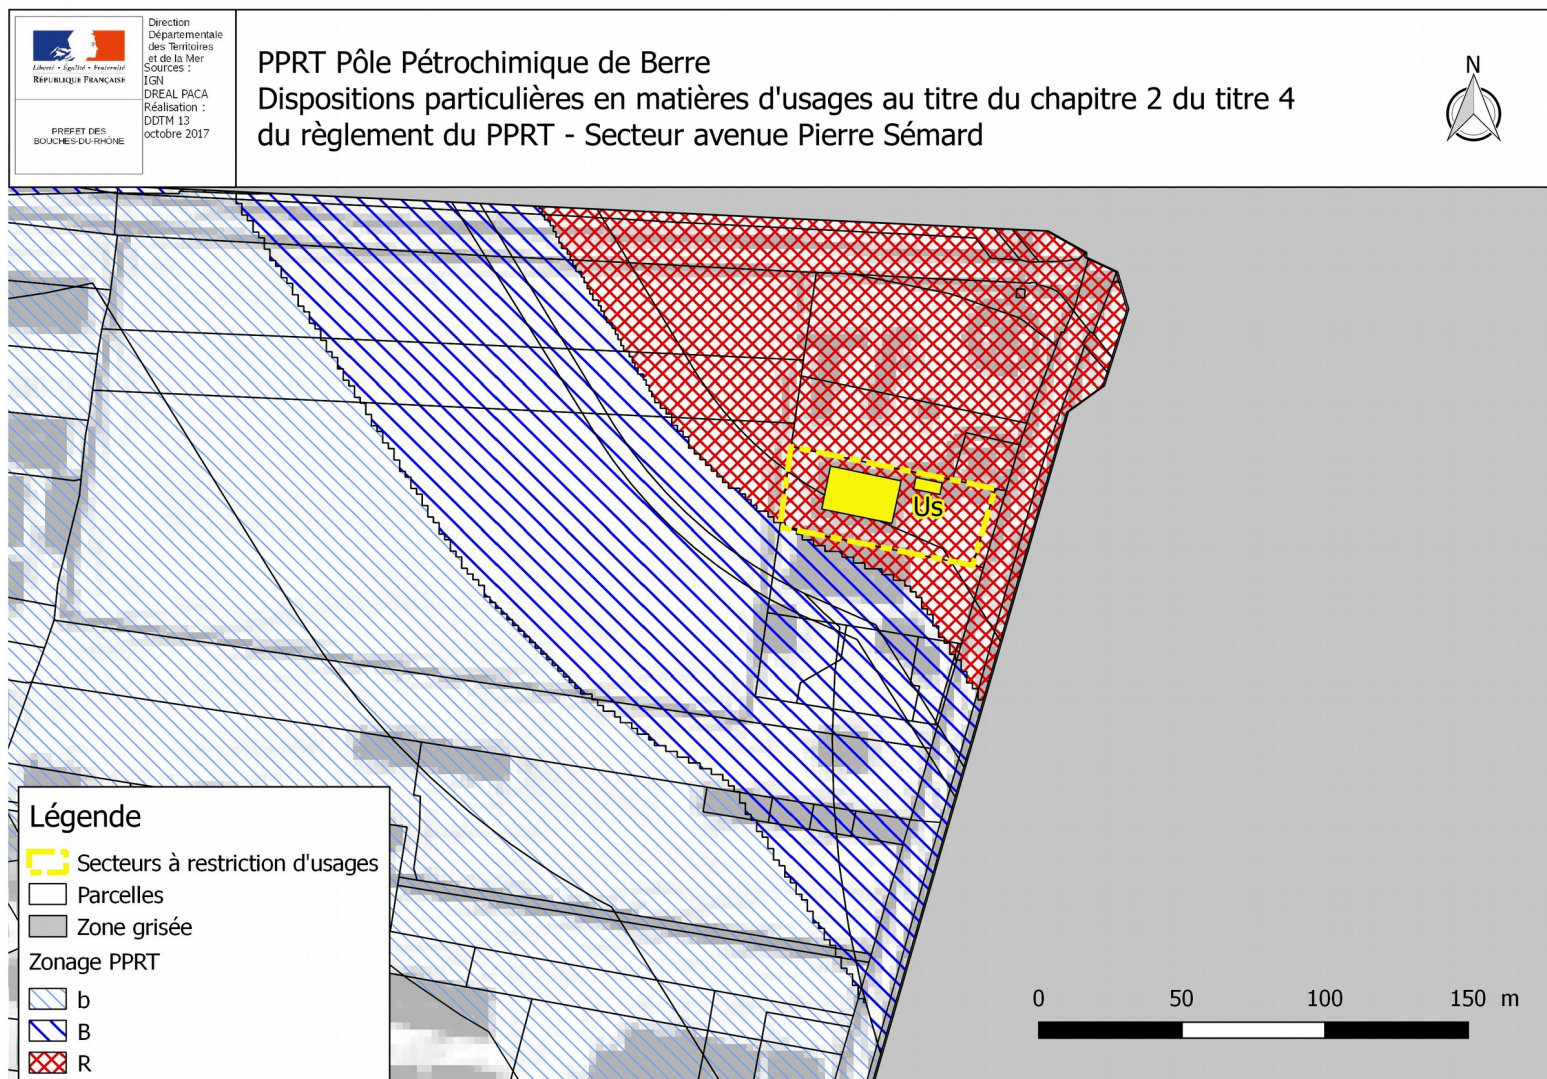 Direction
Départementale
des Territoires
et de la Mer
Sources :
IGN
DREAL PACA
Réalisation :
DDTM 13
octobre 2017
Liberté • Égalité • Fraternité
RÉPUBLIQUE FRANÇAISE
PREFET DES
BOUCHES-DU-RHÔNE
PPRT Pôle Pétrochimique de Berre
Dispositions particulières en matières d'usages au titre du chapitre 2 du titre 4
du règlement du PPRT - Secteur avenue Pierre Sémard
N
Us
Légende
Secteurs à restriction d'usages
Parcelles
Zone grisée
Zonage PPRT
b
B
R
0 50 100 150 m